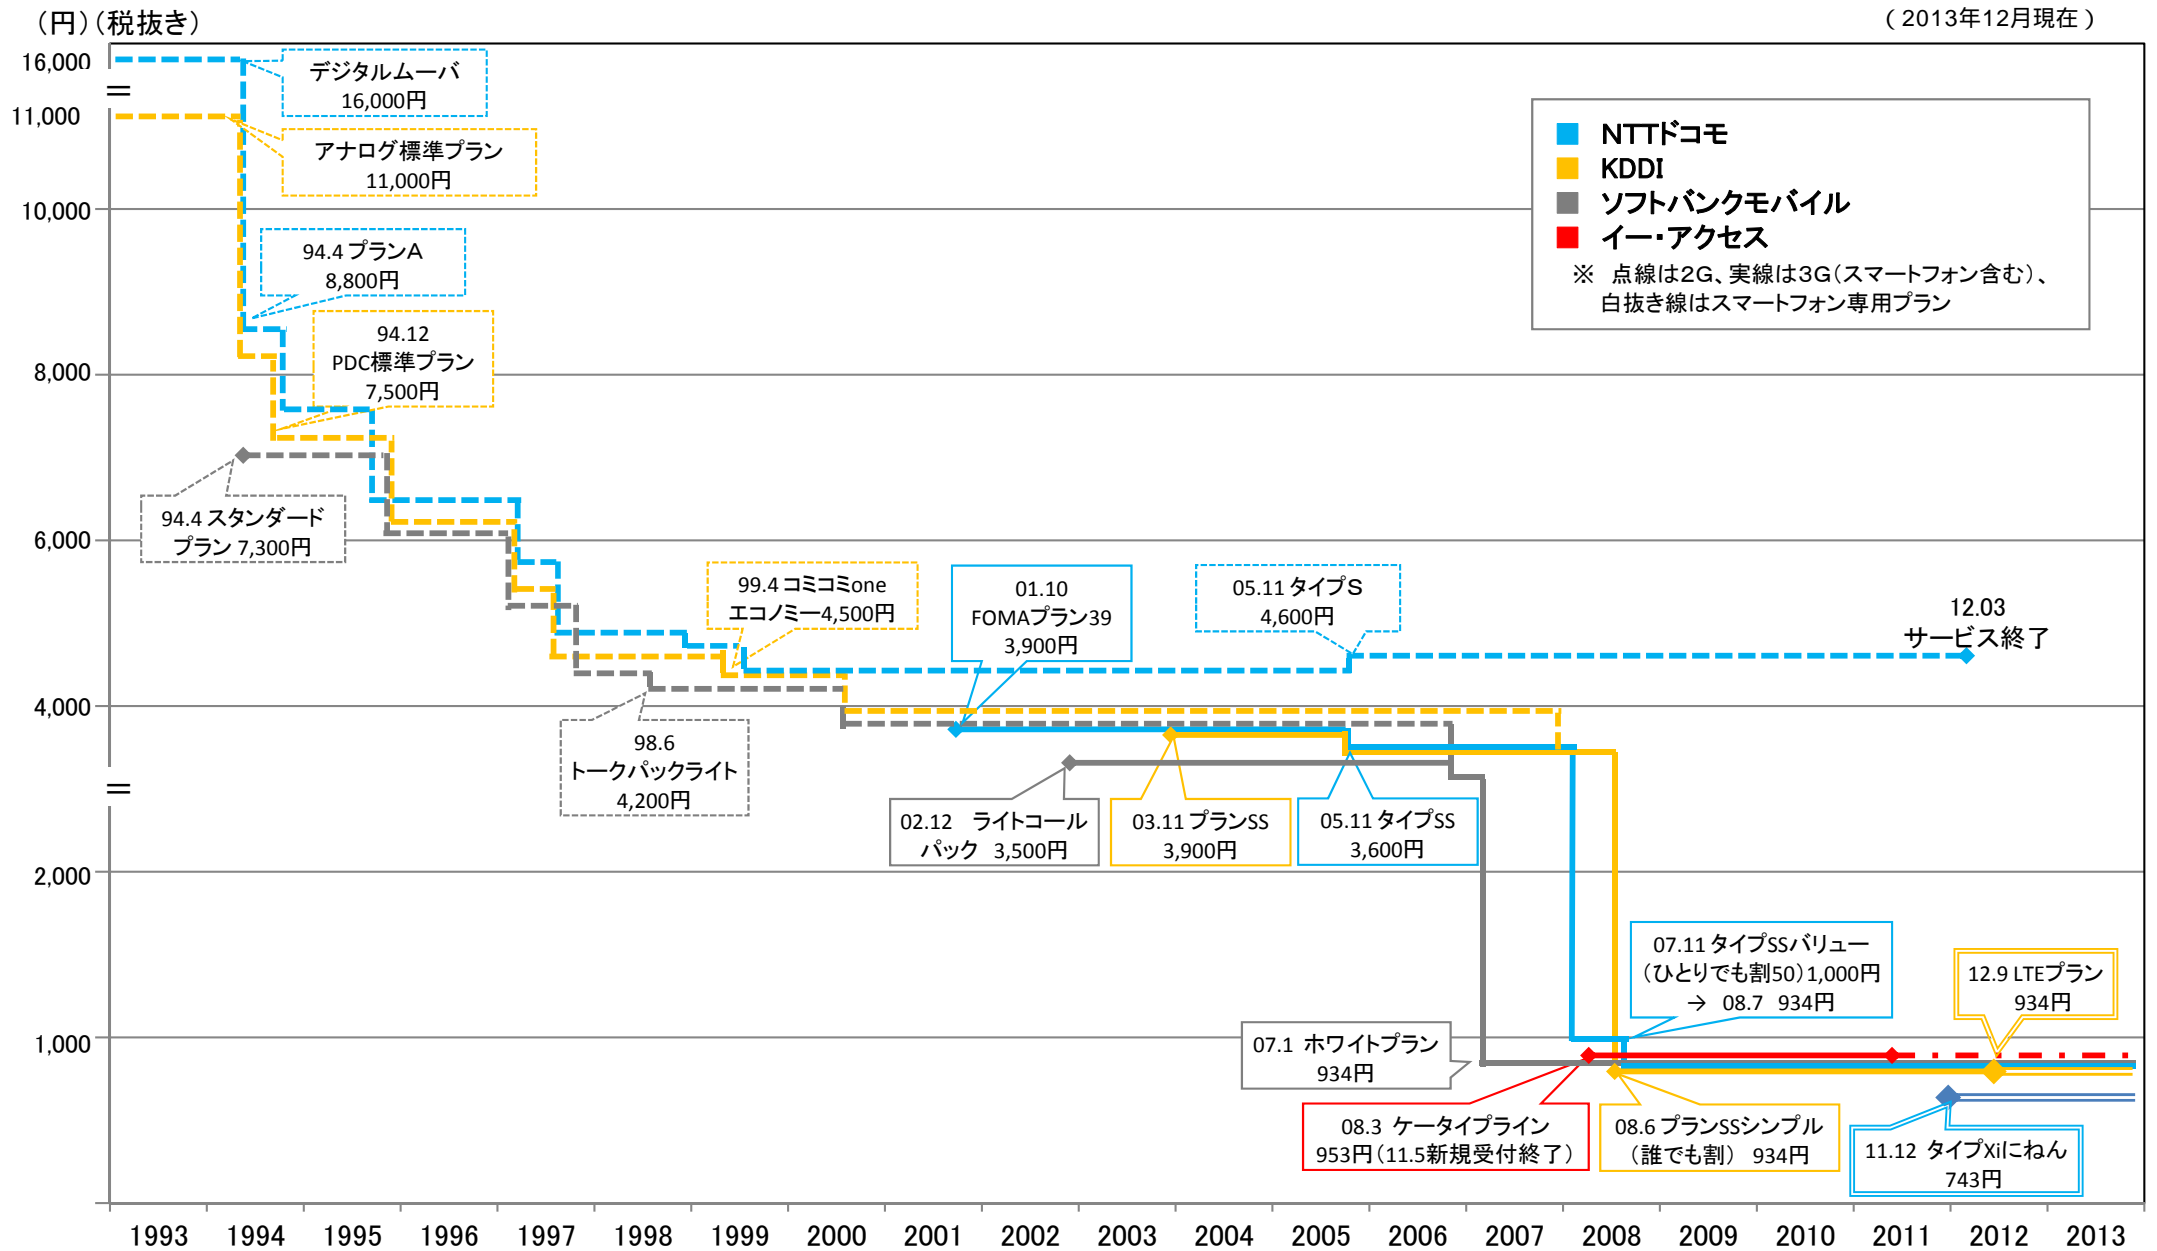 （円）（税抜き）
（2013年12月現在）
16,000
＝
11,000
10,000
8,000
6,000
4,000
＝
2,000
1,000
デジタルムーバ
16,000円
アナログ標準プラン
11,000円
94.4 プランA
8,800円
94.12
PDC標準プラン
7,500円
94.4 スタンダード
プラン 7,300円
NTTドコモ
KDDI
ソフトバンクモバイル
イー・アクセス
※　点線は2G、実線は3G（スマートフォン含む）、
白抜き線はスマートフォン専用プラン
99.4 コミコミone
エコノミー4,500円
01.10
FOMAプラン39
3,900円
05.11 タイプS
4,600円
12.03
サービス終了
98.6
トークパックライト
4,200円
02.12　ライトコール
パック　3,500円
03.11 プランSS
3,900円
05.11 タイプSS
3,600円
07.11 タイプSSバリュー
（ひとりでも割50）1,000円
→　08.7　934円
12.9 LTEプラン
934円
07.1 ホワイトプラン
934円
08.3 ケータイプライン
953円（11.5新規受付終了）
08.6 プランSSシンプル
（誰でも割）　934円
11.12 タイプXiにねん
743円
1993 1994 1995 1996 1997 1998 1999 2000 2001 2002 2003 2004 2005 2006 2007 2008 2009 2010 2011 2012 2013